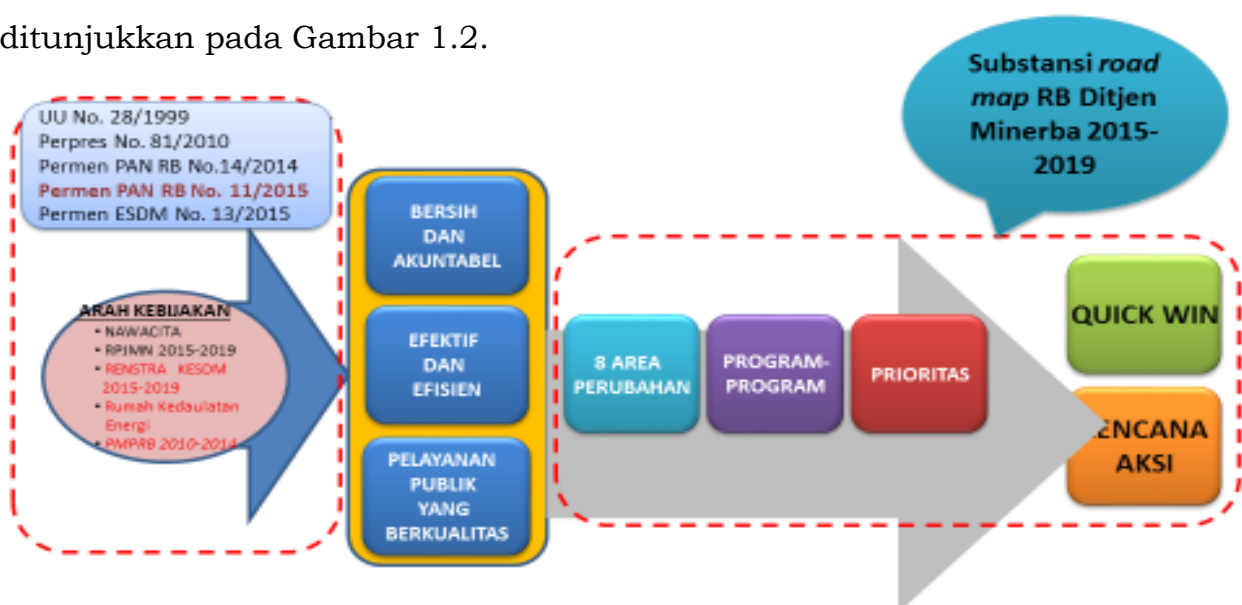 ditunjukkan pada Gambar 1.2.
Substansi road
map RB Ditjen
Minerba 2015-
2019
UU No. 28/1999
Perpres No. 81/2010
Permen PAN RB No.14/2014
Permen PAN RB No. 11/2015
Permen ESDM No. 13/2015
ARAH KEBIJAKAN
• NAWACITA
• RPJMN 2015-2019
• RENSTRA KESDM
2015-2019
• Rumah Kedaulatan
Energi
• PMPRB 2010-2014
BERSIH
DAN
AKUNTABEL
EFEKTIF
DAN
EFISIEN
PELAYANAN
PUBLIK
YANG
BERKUALITAS
8 AREA
PERUBAHAN
PROGRAM-
PROGRAM
PRIORITAS
QUICK WIN
ENCANA
AKSI